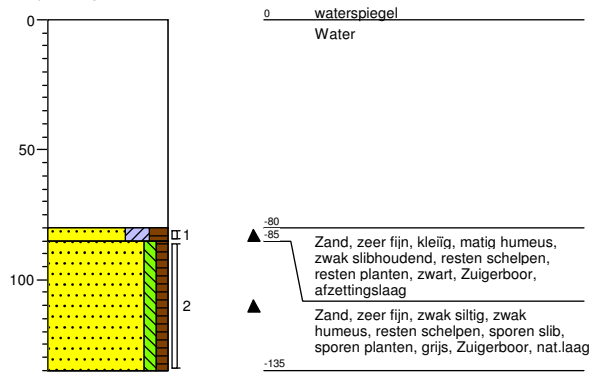 0
0 waterspiegel
Water
50
-80
1
-85
Zand, zeer fijn, kleiïg, matig humeus,
zwak slibhoudend, resten schelpen,
resten planten, zwart, Zuigerboor,
afzettingslaag
100
2
Zand, zeer fijn, zwak siltig, zwak
humeus, resten schelpen, sporen slib,
sporen planten, grijs, Zuigerboor, nat.laag
-135